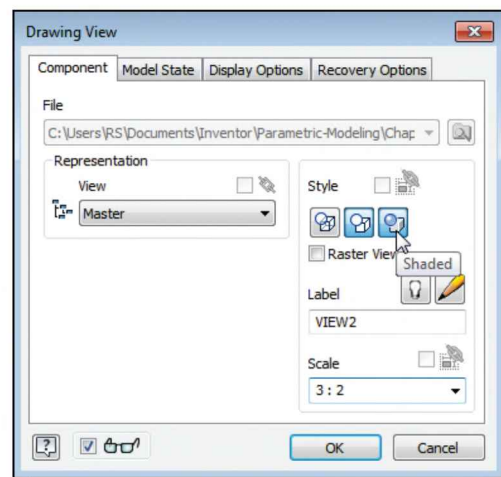 Drawing View
Component Model State Display Options Recovery Options
File
C:\Users\RS\Documents\Inventor\Parametric-Modeling\Chap
Representation
View
Master
Style
Raster View
Shaded
Label
VIEW2
Scale
3 : 2
OK Cancel